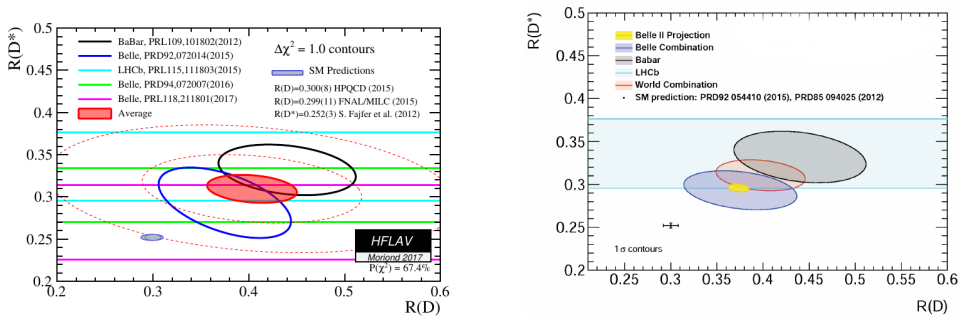 R(D*)
0.5
0.45
0.4
0.35
0.3
0.25
0.2
BaBar, PRL109,101802(2012)
Belle, PRD92,072014(2015)
LHCb, PRL115,111803(2015)
Belle, PRD94,072007(2016)
Belle, PRL118,211801(2017)
Average
Δχ² = 1.0 contours
SM Predictions
R(D)=0.300(8) HPQCD (2015)
R(D)=0.299(11) FNAL/MILC (2015)
R(D*)=0.252(3) S. Fajfer et al. (2012)
HFLAV
Moriond 2017
P(χ²) = 67.4%
0.2 0.3 0.4 0.5 0.6
R(D)
R(D*)
0.5
0.45
0.4
0.35
0.3
0.25
0.2
Belle II Projection
Belle Combination
Babar
LHCb
World Combination
SM prediction: PRD92 054410 (2015), PRD85 094025 (2012)
1σ contours
0.25 0.3 0.35 0.4 0.45 0.5 0.55 0.6
R(D)